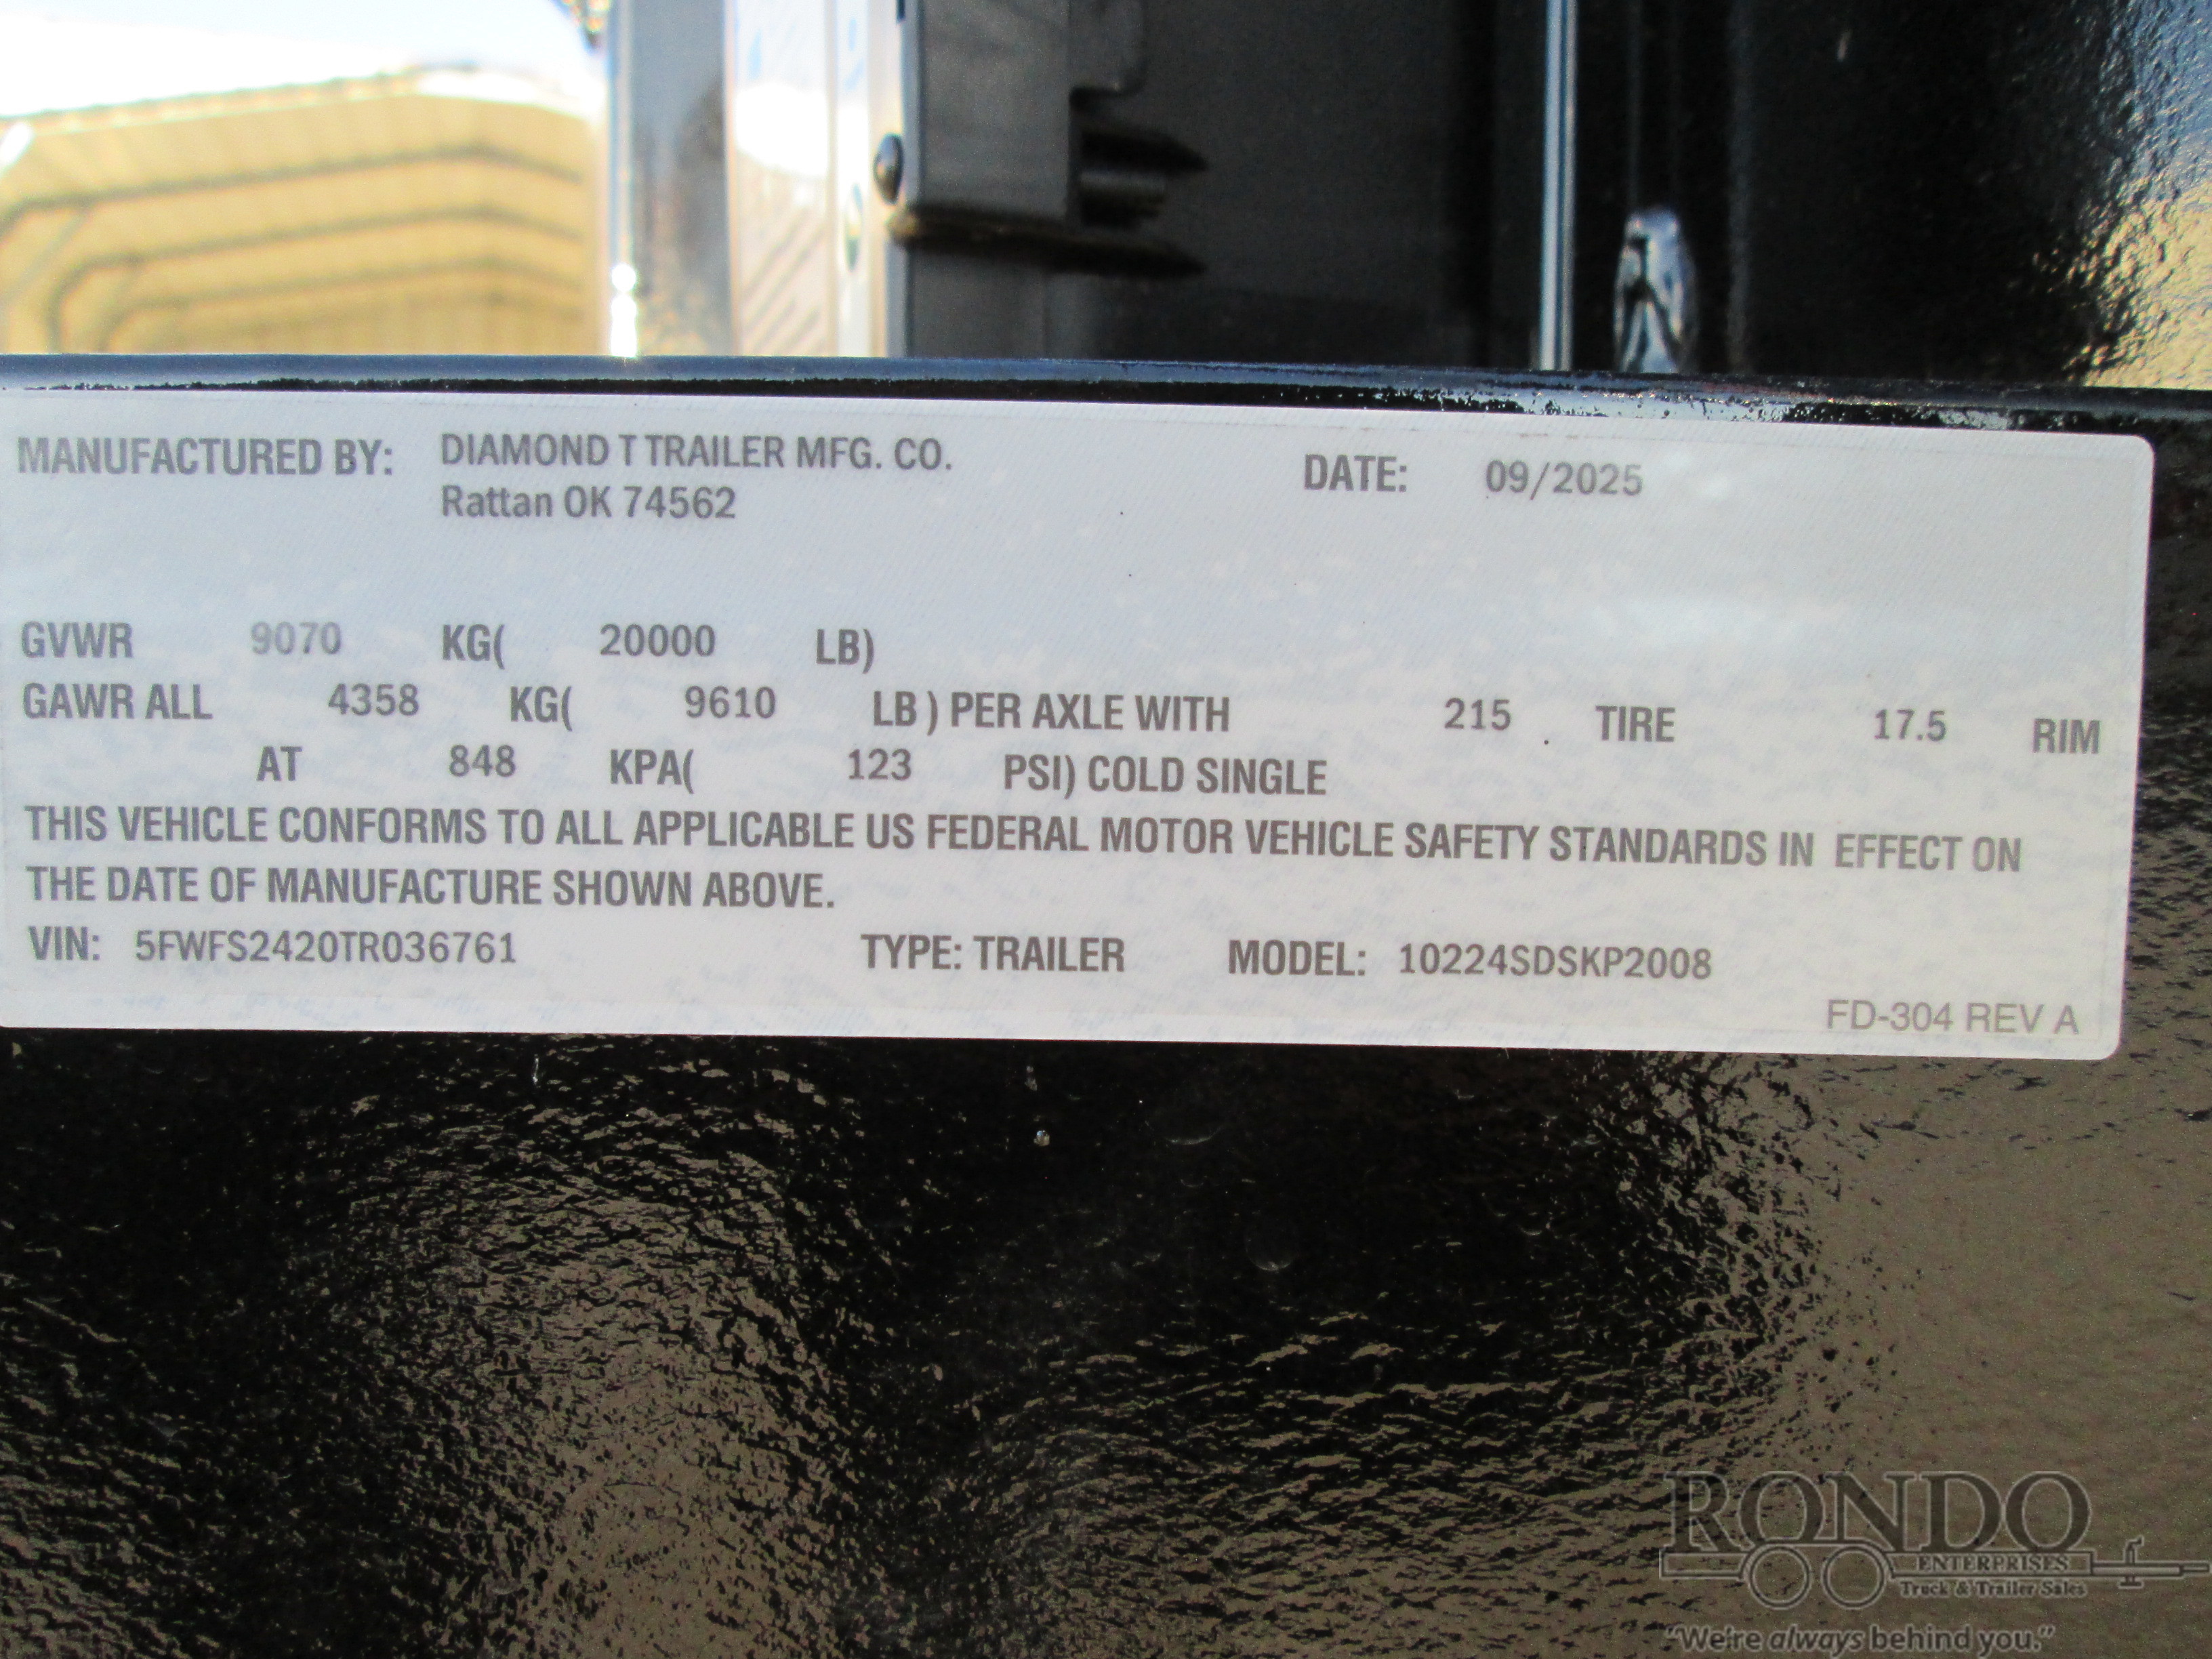 MANUFACTURED BY: DIAMOND T TRAILER MFG. CO. DATE: 09/2025
Rattan OK 74562
GVWR 9070 KG( 20000 LB)
GAWR ALL 4358 KG( 9610 LB ) PER AXLE WITH 215 TIRE 17.5 RIM
AT 848 KPA( 123 PSI) COLD SINGLE
THIS VEHICLE CONFORMS TO ALL APPLICABLE US FEDERAL MOTOR VEHICLE SAFETY STANDARDS IN EFFECT ON
THE DATE OF MANUFACTURE SHOWN ABOVE.
VIN: 5FWFS2420TR036761 TYPE: TRAILER MODEL: 10224SDSKP2008
FD-304 REV A
RONDO
ENTERPRISES
Truck & Trailer Sales
"We're always behind you."